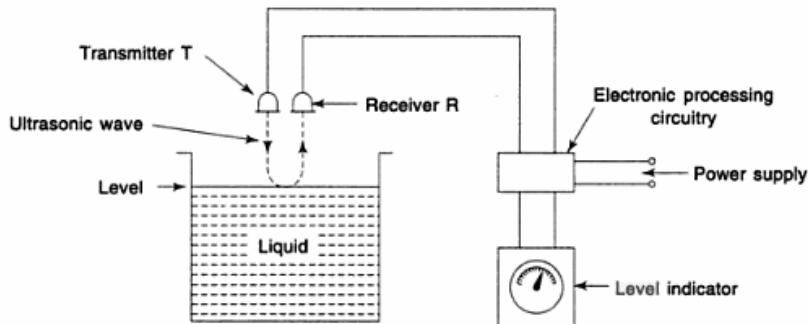 Transmitter T
Receiver R
Electronic processing
circuitry
Ultrasonic wave
Level
Power supply
Liquid
Level indicator